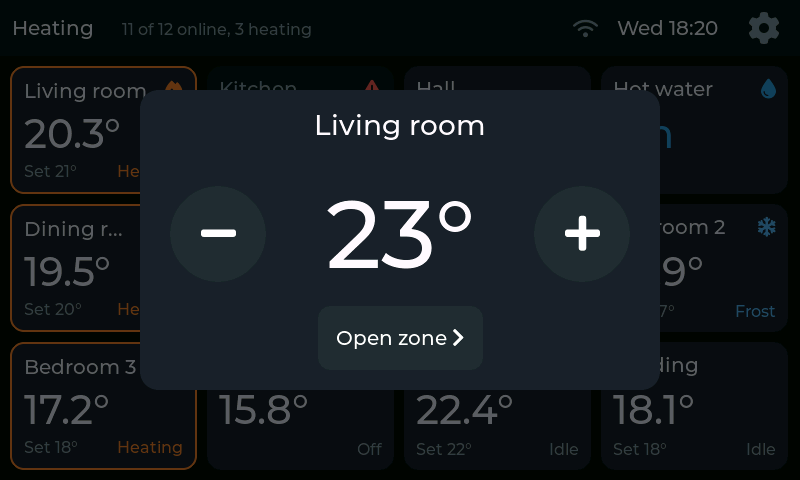 Heating 11 of 12 online, 3 heating Wed 18:20
Living room Kitchen Hall Hot water
20.3°
Set 21°
Living room
− 23° +
Open zone
Dining r...
19.5°
Set 20°
9°
Frost
Bedroom 3
17.2° 15.8° 22.4° 18.1°
Set 18° Heating Off Set 22° Idle Set 18° Idle